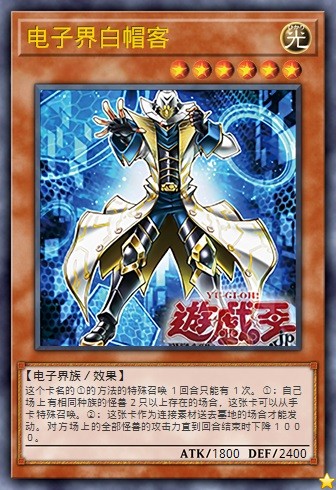 电子界白帽客
光
YU-GI-OH!
遊戯王
.JP
【电子界族／效果】
这个卡名的①的方法的特殊召唤1回合只能有1次。①：自己
场上有相同种族的怪兽2只以上存在的场合，这张卡可以从手
卡特殊召唤。②：这张卡作为连接素材送去墓地的场合才能发
动。对方场上的全部怪兽的攻击力直到回合结束时下降１００
０。
ATK/1800 DEF/2400